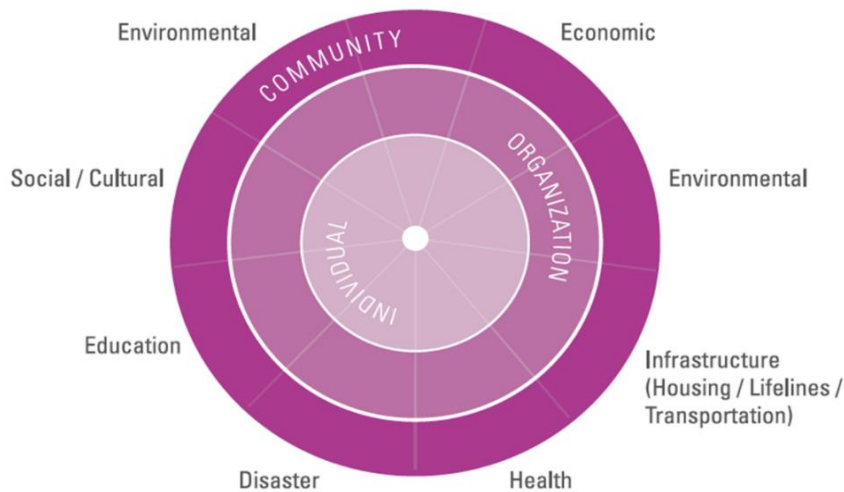 Environmental
Economic
COMMUNITY
ORGANIZATION
Social / Cultural
Environmental
INDIVIDUAL
Education
Infrastructure
(Housing / Lifelines /
Transportation)
Disaster
Health